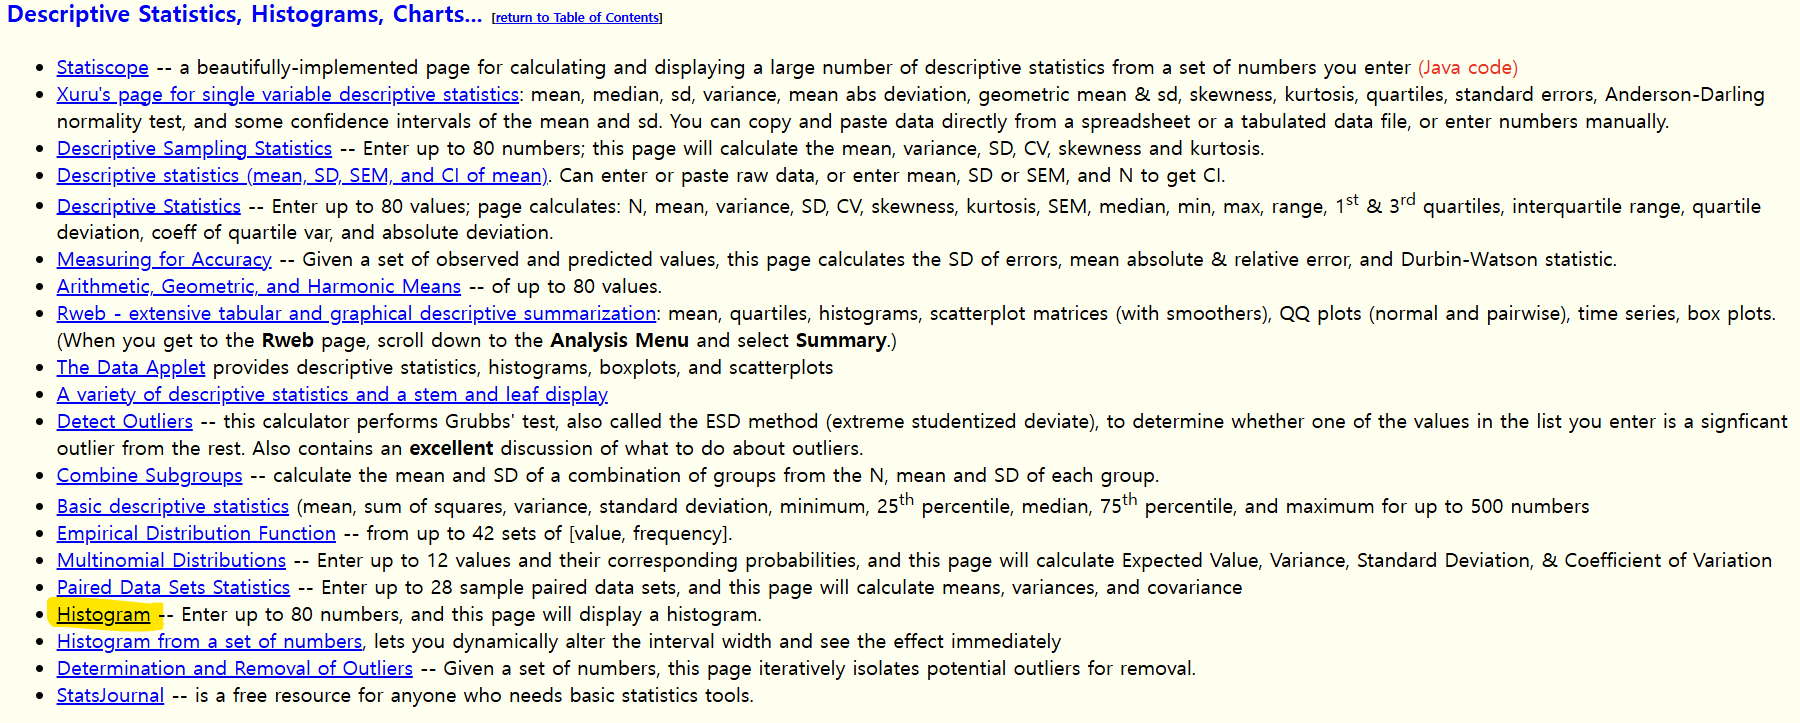 Descriptive Statistics, Histograms, Charts... [return to Table of Contents]
Statiscope -- a beautifully-implemented page for calculating and displaying a large number of descriptive statistics from a set of numbers you enter (Java code)
Xuru's page for single variable descriptive statistics: mean, median, sd, variance, mean abs deviation, geometric mean & sd, skewness, kurtosis, quartiles, standard errors, Anderson-Darling
normality test, and some confidence intervals of the mean and sd. You can copy and paste data directly from a spreadsheet or a tabulated data file, or enter numbers manually.
Descriptive Sampling Statistics -- Enter up to 80 numbers; this page will calculate the mean, variance, SD, CV, skewness and kurtosis.
Descriptive statistics (mean, SD, SEM, and CI of mean). Can enter or paste raw data, or enter mean, SD or SEM, and N to get CI.
Descriptive Statistics -- Enter up to 80 values; page calculates: N, mean, variance, SD, CV, skewness, kurtosis, SEM, median, min, max, range, 1st & 3rd quartiles, interquartile range, quartile
deviation, coeff of quartile var, and absolute deviation.
Measuring for Accuracy -- Given a set of observed and predicted values, this page calculates the SD of errors, mean absolute & relative error, and Durbin-Watson statistic.
Arithmetic, Geometric, and Harmonic Means -- of up to 80 values.
Rweb - extensive tabular and graphical descriptive summarization: mean, quartiles, histograms, scatterplot matrices (with smoothers), QQ plots (normal and pairwise), time series, box plots.
(When you get to the Rweb page, scroll down to the Analysis Menu and select Summary.)
The Data Applet provides descriptive statistics, histograms, boxplots, and scatterplots
A variety of descriptive statistics and a stem and leaf display
Detect Outliers -- this calculator performs Grubbs' test, also called the ESD method (extreme studentized deviate), to determine whether one of the values in the list you enter is a signficant
outlier from the rest. Also contains an excellent discussion of what to do about outliers.
Combine Subgroups -- calculate the mean and SD of a combination of groups from the N, mean and SD of each group.
Basic descriptive statistics (mean, sum of squares, variance, standard deviation, minimum, 25th percentile, median, 75th percentile, and maximum for up to 500 numbers
Empirical Distribution Function -- from up to 42 sets of [value, frequency].
Multinomial Distributions -- Enter up to 12 values and their corresponding probabilities, and this page will calculate Expected Value, Variance, Standard Deviation, & Coefficient of Variation
Paired Data Sets Statistics -- Enter up to 28 sample paired data sets, and this page will calculate means, variances, and covariance
Histogram -- Enter up to 80 numbers, and this page will display a histogram.
Histogram from a set of numbers, lets you dynamically alter the interval width and see the effect immediately
Determination and Removal of Outliers -- Given a set of numbers, this page iteratively isolates potential outliers for removal.
StatsJournal -- is a free resource for anyone who needs basic statistics tools.